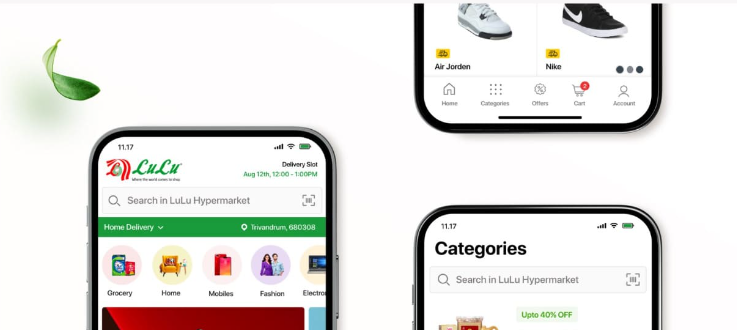 Air Jorden
Nike
Home
Categories
Offers
2
Cart
Account
11.17
LuLu
Where the world comes to shop
Delivery Slot
Aug 12th, 12:00 - 1:00PM
Search in LuLu Hypermarket
Home Delivery
Trivandrum, 680308
Grocery
Home
Mobiles
Fashion
Electron
11.17
Categories
Search in LuLu Hypermarket
Upto 40% OFF